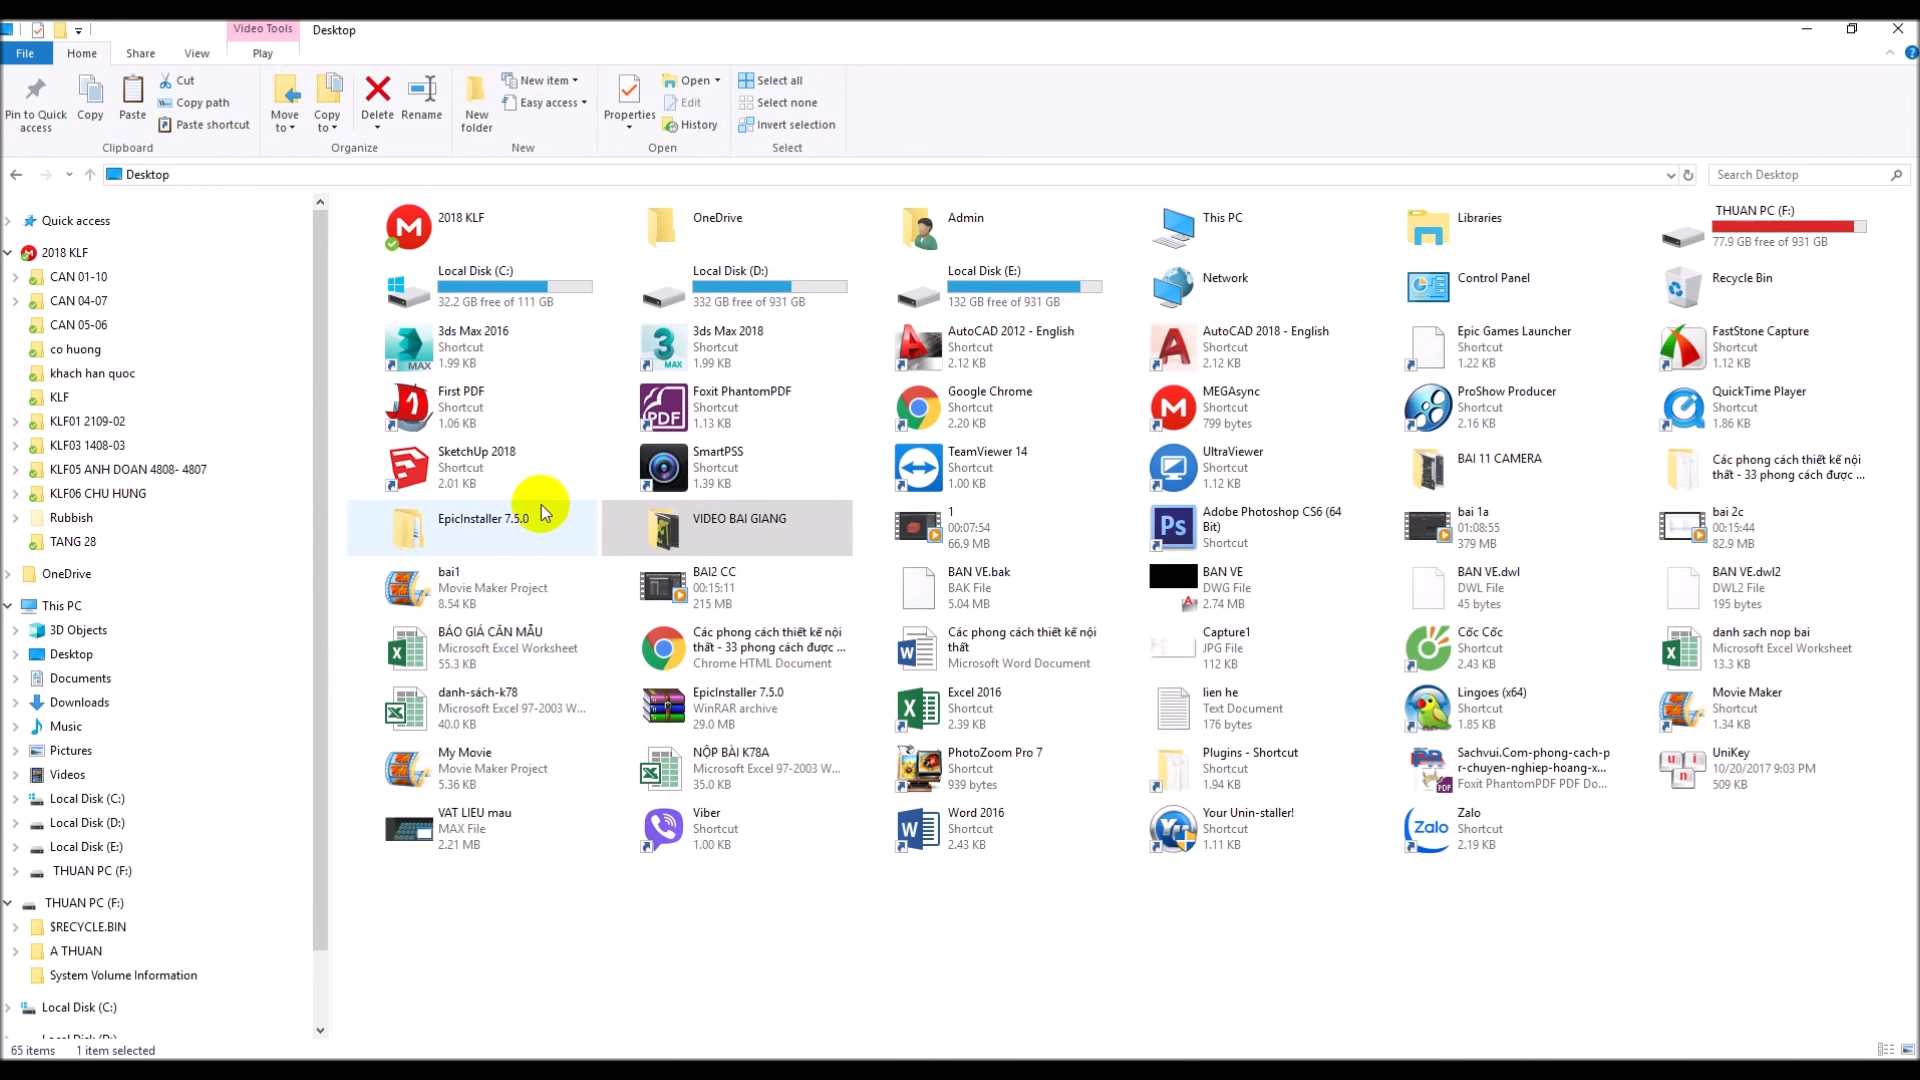 Video Tools
Desktop
File
Home
Share
View
Play
Pin to Quick access
Copy
Paste
Cut
Copy path
Paste shortcut
Clipboard
Move to
Copy to
Delete
Rename
Organize
New folder
New item
Easy access
New
Properties
Open
Edit
History
Open
Select all
Select none
Invert selection
Select
Desktop
Search Desktop
Quick access
2018 KLF
CAN 01-10
CAN 04-07
CAN 05-06
co huong
khach han quoc
KLF
KLF01 2109-02
KLF03 1408-03
KLF05 ANH DOAN 4808- 4807
KLF06 CHU HUNG
Rubbish
TANG 28
OneDrive
This PC
3D Objects
Desktop
Documents
Downloads
Music
Pictures
Videos
Local Disk (C:)
Local Disk (D:)
Local Disk (E:)
THUAN PC (F:)
THUAN PC (F:)
$RECYCLE.BIN
A THUAN
System Volume Information
Local Disk (C:)
2018 KLF
OneDrive
Admin
This PC
Libraries
THUAN PC (F:)
77.9 GB free of 931 GB
Local Disk (C:)
32.2 GB free of 111 GB
Local Disk (D:)
332 GB free of 931 GB
Local Disk (E:)
132 GB free of 931 GB
Network
Control Panel
Recycle Bin
3ds Max 2016
Shortcut
1.99 KB
3ds Max 2018
Shortcut
1.99 KB
AutoCAD 2012 - English
Shortcut
2.12 KB
AutoCAD 2018 - English
Shortcut
2.12 KB
Epic Games Launcher
Shortcut
1.22 KB
FastStone Capture
Shortcut
1.12 KB
First PDF
Shortcut
1.06 KB
Foxit PhantomPDF
Shortcut
1.13 KB
Google Chrome
Shortcut
2.20 KB
MEGAsync
Shortcut
799 bytes
ProShow Producer
Shortcut
2.16 KB
QuickTime Player
Shortcut
1.86 KB
SketchUp 2018
Shortcut
2.01 KB
SmartPSS
Shortcut
1.39 KB
TeamViewer 14
Shortcut
1.00 KB
UltraViewer
Shortcut
1.12 KB
BAI 11 CAMERA
Các phong cách thiết kế nội
thất - 33 phong cách được ...
EpicInstaller 7.5.0
VIDEO BAI GIANG
1
00:07:54
66.9 MB
Adobe Photoshop CS6 (64
Bit)
Shortcut
bai 1a
01:08:55
379 MB
bai 2c
00:15:44
82.9 MB
bai1
Movie Maker Project
8.54 KB
BAI2 CC
00:15:11
215 MB
BAN VE.bak
BAK File
5.04 MB
BAN VE
DWG File
2.74 MB
BAN VE.dwl
DWL File
45 bytes
BAN VE.dwl2
DWL2 File
195 bytes
BÁO GIÁ CĂN MẪU
Microsoft Excel Worksheet
55.3 KB
Các phong cách thiết kế nội
thất - 33 phong cách được ...
Chrome HTML Document
Các phong cách thiết kế nội
thất
Microsoft Word Document
Capture1
JPG File
112 KB
Cốc Cốc
Shortcut
2.43 KB
danh sach nop bai
Microsoft Excel Worksheet
13.3 KB
danh-sách-k78
Microsoft Excel 97-2003 W...
40.0 KB
EpicInstaller 7.5.0
WinRAR archive
29.0 MB
Excel 2016
Shortcut
2.39 KB
lien he
Text Document
176 bytes
Lingoes (x64)
Shortcut
1.85 KB
Movie Maker
Shortcut
1.34 KB
My Movie
Movie Maker Project
5.36 KB
NỘP BÀI K78A
Microsoft Excel 97-2003 W...
35.0 KB
PhotoZoom Pro 7
Shortcut
939 bytes
Plugins - Shortcut
Shortcut
1.94 KB
Sachvui.Com-phong-cach-p
r-chuyen-nghiep-hoang-x...
Foxit PhantomPDF PDF Do...
UniKey
10/20/2017 9:03 PM
509 KB
VAT LIEU mau
MAX File
2.21 MB
Viber
Shortcut
1.00 KB
Word 2016
Shortcut
2.43 KB
Your Unin-staller!
Shortcut
1.11 KB
Zalo
Shortcut
2.19 KB
65 items
1 item selected